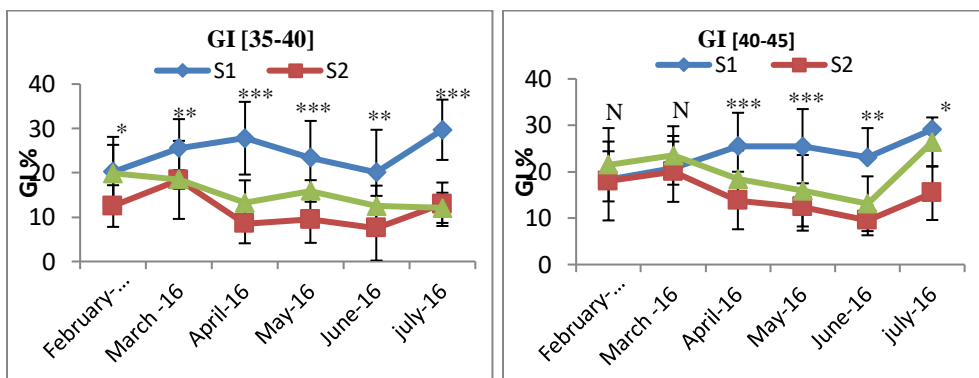 GI [35-40]
S1 S2
40
30
20
10
0
GI %
* ** *** *** ** ***
February-...
March -16
April-16
May-16
June-16
july-16
GI [40-45]
S1 S2
40
30
20
10
0
GI %
N N *** *** ** *
February-...
March -16
April-16
May-16
June-16
july-16